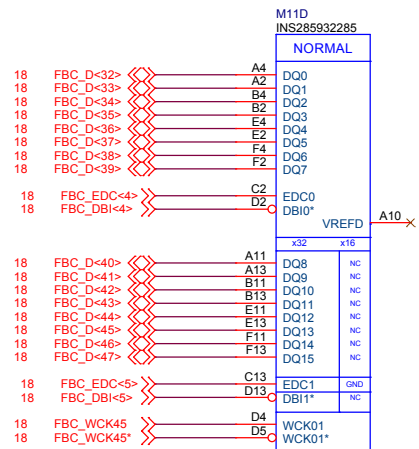 M11D
INS285932285
NORMAL
18 FBC_D<32> A4 DQ0
18 FBC_D<33> A2 DQ1
18 FBC_D<34> B4 DQ2
18 FBC_D<35> B2 DQ3
18 FBC_D<36> E4 DQ4
18 FBC_D<37> E2 DQ5
18 FBC_D<38> F4 DQ6
18 FBC_D<39> F2 DQ7
18 FBC_EDC<4> C2 EDC0
18 FBC_DBI<4> D2 DBI0*
VREFD A10
x32 x16
18 FBC_D<40> A11 DQ8 NC
18 FBC_D<41> A13 DQ9 NC
18 FBC_D<42> B11 DQ10 NC
18 FBC_D<43> B13 DQ11 NC
18 FBC_D<44> E11 DQ12 NC
18 FBC_D<45> E13 DQ13 NC
18 FBC_D<46> F11 DQ14 NC
18 FBC_D<47> F13 DQ15 NC
18 FBC_EDC<5> C13 EDC1 GND
18 FBC_DBI<5> D13 DBI1* NC
18 FBC_WCK45 D4 WCK01
18 FBC_WCK45* D5 WCK01*